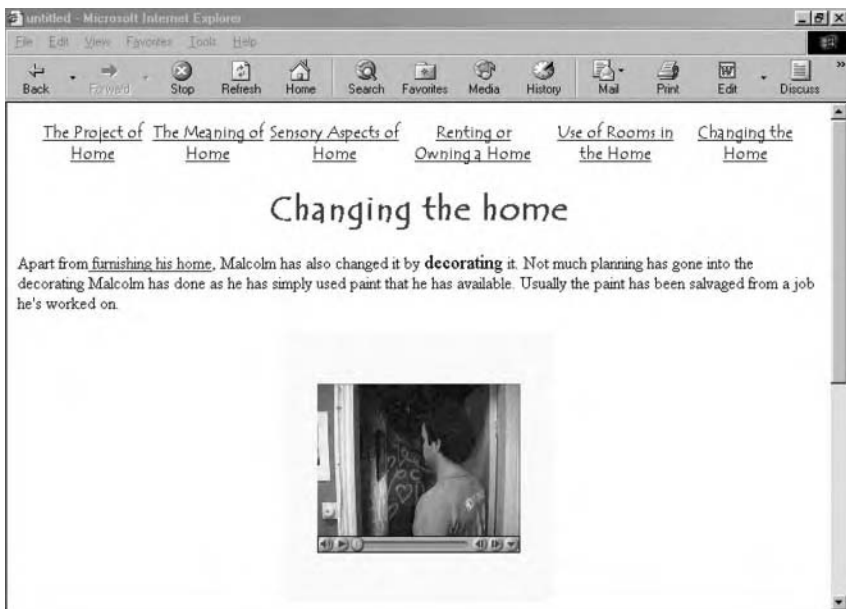 untitled - Microsoft Internet Explorer
File Edit View Favorites Tools Help
Back Forward Stop Refresh Home Search Favorites Media History Mail Print Edit Discuss »
The Project of Home
The Meaning of Home
Sensory Aspects of Home
Renting or Owning a Home
Use of Rooms in the Home
Changing the Home
Changing the home
Apart from furnishing his home, Malcolm has also changed it by decorating it. Not much planning has gone into the
decorating Malcolm has done as he has simply used paint that he has available. Usually the paint has been salvaged from a job
he's worked on.